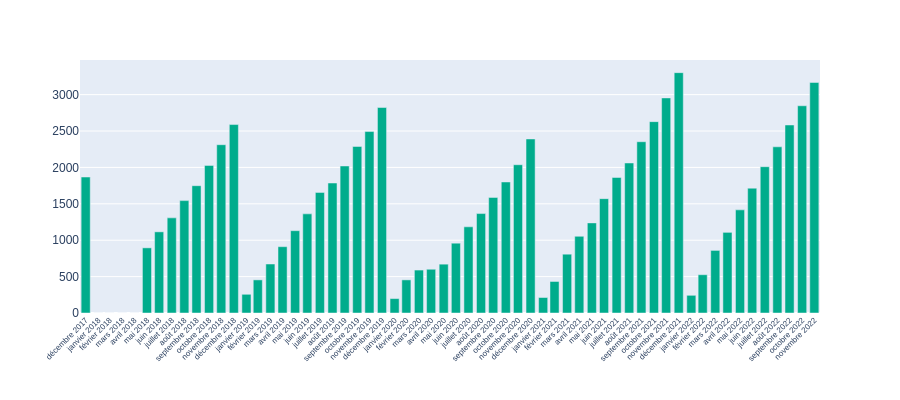 3000
2500
2000
1500
1000
500
0
décembre 2017
janvier 2018
février 2018
mars 2018
avril 2018
mai 2018
juin 2018
juillet 2018
août 2018
septembre 2018
octobre 2018
novembre 2018
décembre 2018
janvier 2019
février 2019
mars 2019
avril 2019
mai 2019
juin 2019
juillet 2019
août 2019
septembre 2019
octobre 2019
novembre 2019
décembre 2019
janvier 2020
février 2020
mars 2020
avril 2020
mai 2020
juin 2020
juillet 2020
août 2020
septembre 2020
octobre 2020
novembre 2020
décembre 2020
janvier 2021
février 2021
mars 2021
avril 2021
mai 2021
juin 2021
juillet 2021
août 2021
septembre 2021
octobre 2021
novembre 2021
décembre 2021
janvier 2022
février 2022
mars 2022
avril 2022
mai 2022
juin 2022
juillet 2022
août 2022
septembre 2022
octobre 2022
novembre 2022